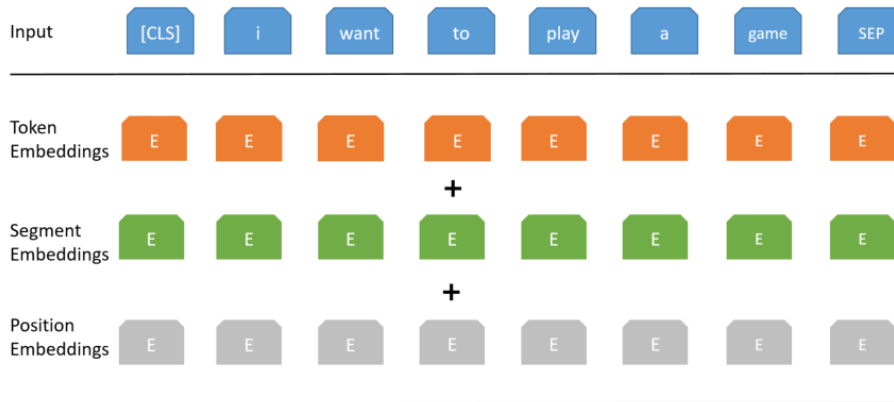 Input [CLS] i want to play a game SEP
Token
Embeddings E E E E E E E E
+
Segment
Embeddings E E E E E E E E
+
Position
Embeddings E E E E E E E E